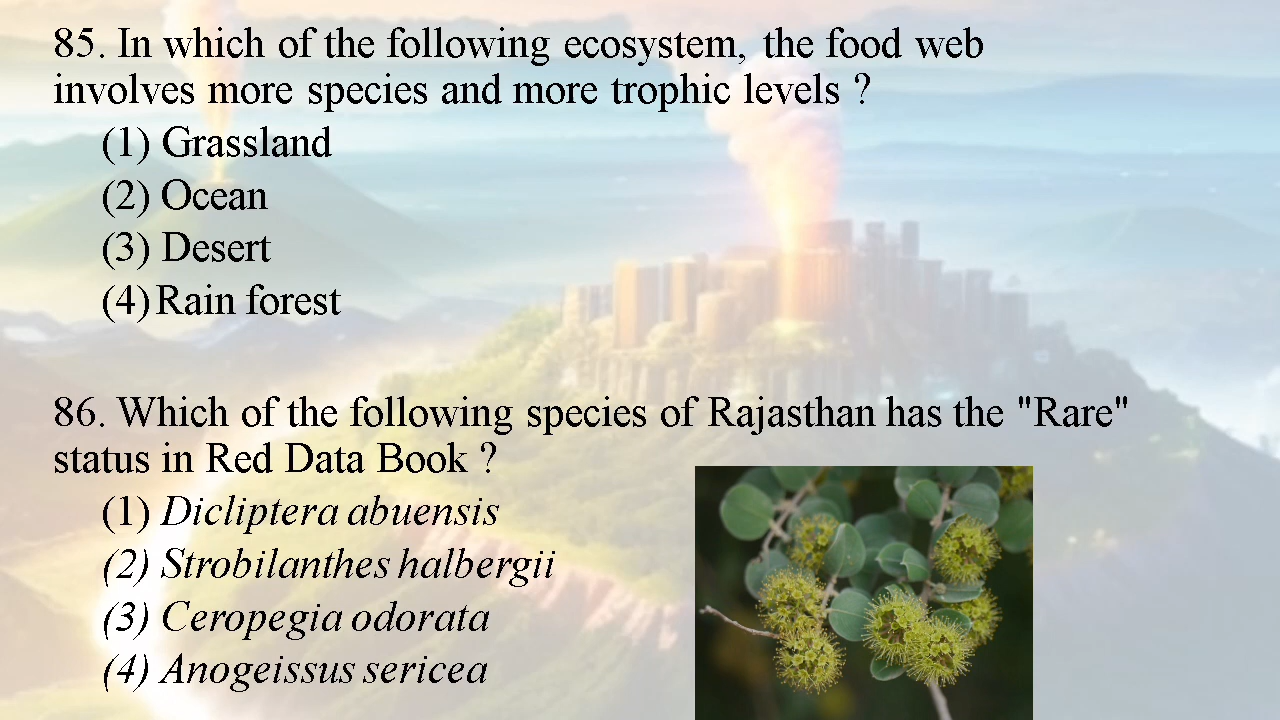 85. In which of the following ecosystem, the food web
involves more species and more trophic levels ?
(1) Grassland
(2) Ocean
(3) Desert
(4) Rain forest
86. Which of the following species of Rajasthan has the "Rare"
status in Red Data Book ?
(1) Dicliptera abuensis
(2) Strobilanthes halbergii
(3) Ceropegia odorata
(4) Anogeissus sericea